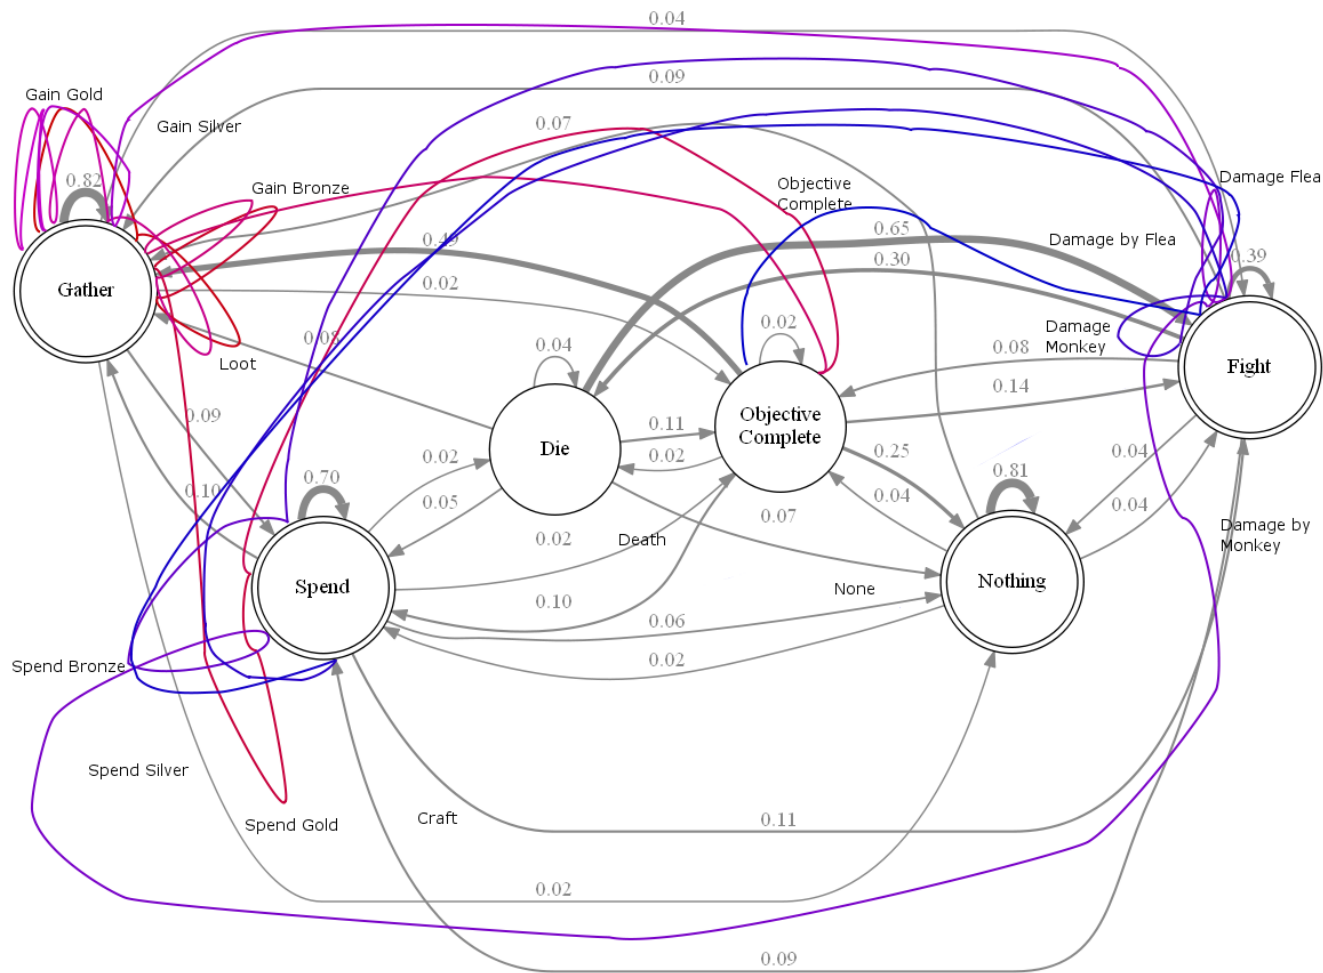 0.04
0.09
Gain Gold
Gain Silver
0.07
0.82
Gain Bronze
Objective
Complete
Damage Flea
0.65
0.49
Damage by Flea
0.30
0.39
Gather
0.02
0.02
Damage
Monkey
0.08
Loot
0.04
0.08
Fight
0.14
0.09
Die
0.11
Objective
Complete
0.25
0.02
0.02
0.04
0.70
0.81
0.10
0.05
0.04
0.04
0.07
Damage by
Monkey
0.02
Death
Spend
Nothing
None
0.10
0.06
Spend Bronze
0.02
Spend Silver
Craft
0.11
Spend Gold
0.02
0.09